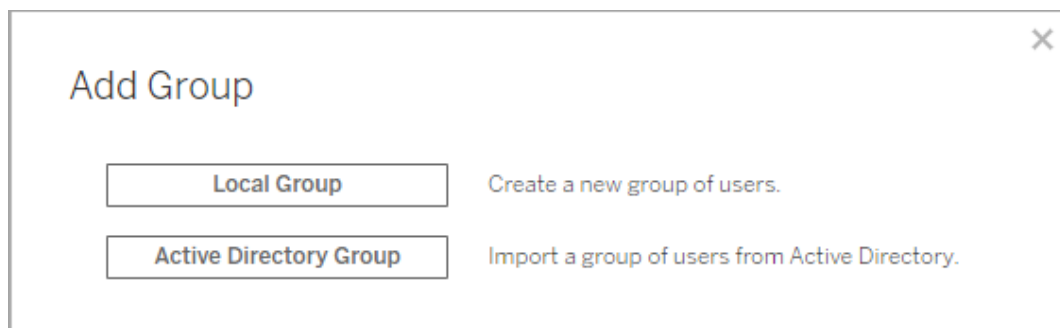 Add Group
Local Group Create a new group of users.
Active Directory Group Import a group of users from Active Directory.